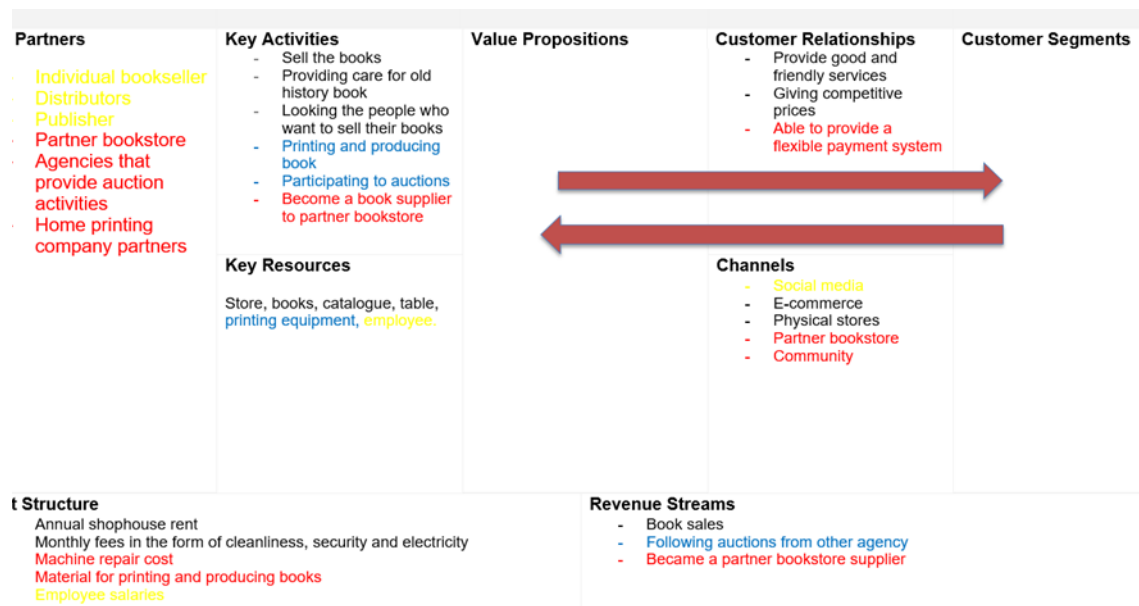 Partners
Individual bookseller
Distributors
Publisher
Partner bookstore
Agencies that
provide auction
activities
Home printing
company partners
Key Activities
- Sell the books
- Providing care for old
history book
- Looking the people who
want to sell their books
- Printing and producing
book
- Participating to auctions
- Become a book supplier
to partner bookstore
Key Resources
Store, books, catalogue, table,
printing equipment, employee.
Value Propositions
Customer Relationships
- Provide good and
friendly services
- Giving competitive
prices
- Able to provide a
flexible payment system
Channels
- Social media
- E-commerce
- Physical stores
- Partner bookstore
- Community
Customer Segments
t Structure
Annual shophouse rent
Monthly fees in the form of cleanliness, security and electricity
Machine repair cost
Material for printing and producing books
Employee salaries
Revenue Streams
- Book sales
- Following auctions from other agency
- Became a partner bookstore supplier